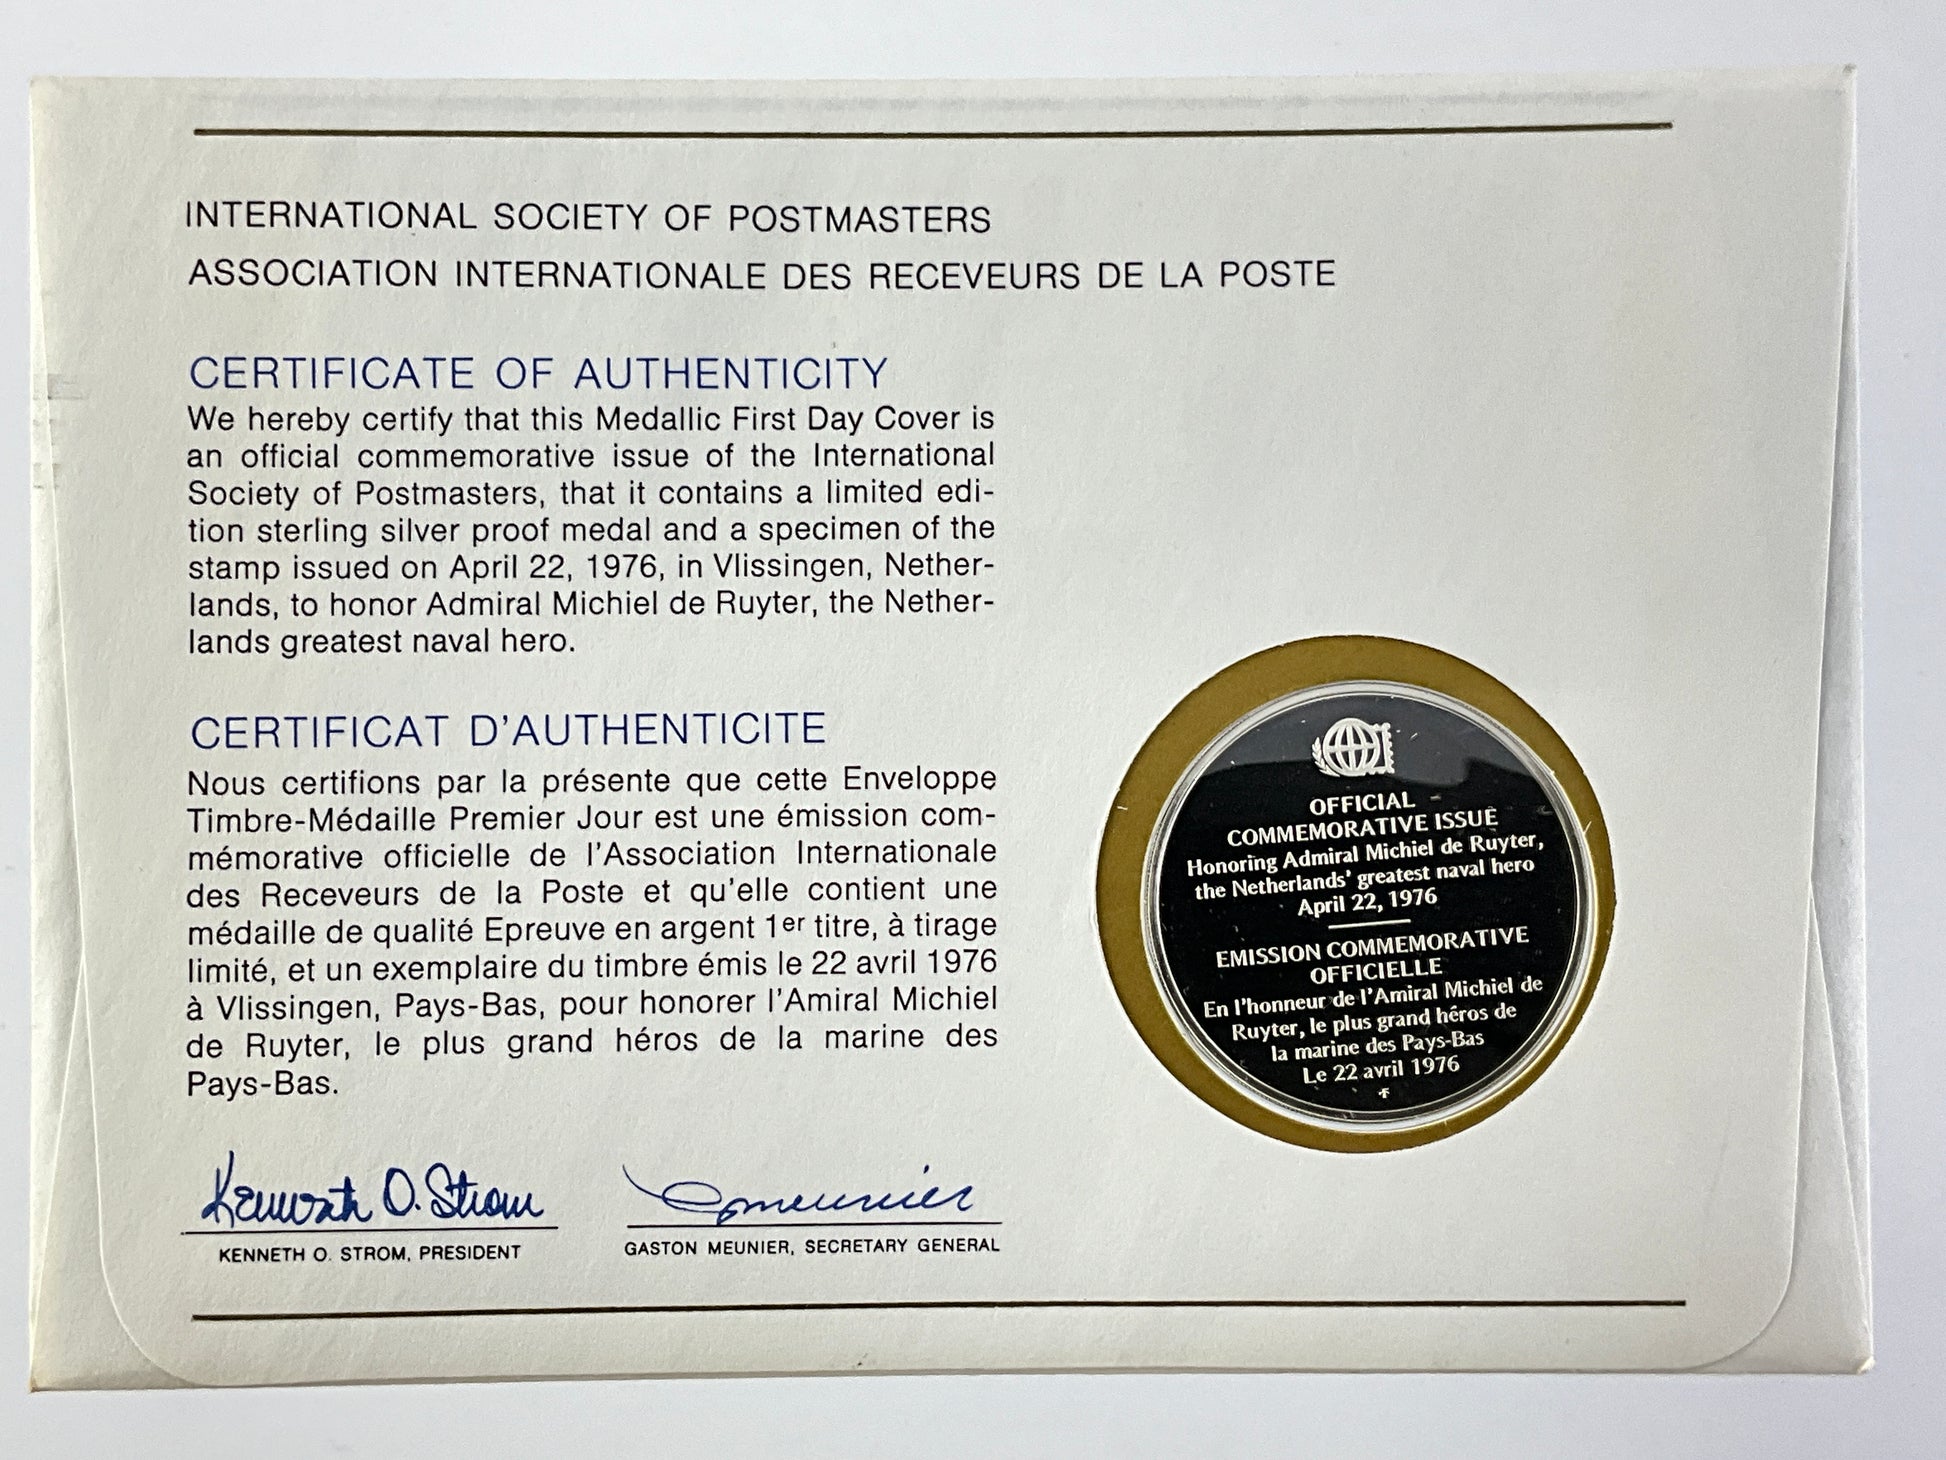 INTERNATIONAL SOCIETY OF POSTMASTERS
ASSOCIATION INTERNATIONALE DES RECEVEURS DE LA POSTE
CERTIFICATE OF AUTHENTICITY
We hereby certify that this Medallic First Day Cover is
an official commemorative issue of the International
Society of Postmasters, that it contains a limited edi-
tion sterling silver proof medal and a specimen of the
stamp issued on April 22, 1976, in Vlissingen, Nether-
lands, to honor Admiral Michiel de Ruyter, the Nether-
lands greatest naval hero.
CERTIFICAT D'AUTHENTICITE
Nous certifions par la présente que cette Enveloppe
Timbre-Médaille Premier Jour est une émission com-
mémorative officielle de l'Association Internationale
des Receveurs de la Poste et qu'elle contient une
médaille de qualité Epreuve en argent 1er titre, à tirage
limité, et un exemplaire du timbre émis le 22 avril 1976
à Vlissingen, Pays-Bas, pour honorer l'Amiral Michiel
de Ruyter, le plus grand héros de la marine des
Pays-Bas.
Kenneth O. Strom
GMeunier
KENNETH O. STROM, PRESIDENT
GASTON MEUNIER, SECRETARY GENERAL
OFFICIAL
COMMEMORATIVE ISSUE
Honoring Admiral Michiel de Ruyter,
the Netherlands' greatest naval hero
April 22, 1976
EMISSION COMMEMORATIVE
OFFICIELLE
En l'honneur de l'Amiral Michiel de
Ruyter, le plus grand héros de
la marine des Pays-Bas
Le 22 avril 1976